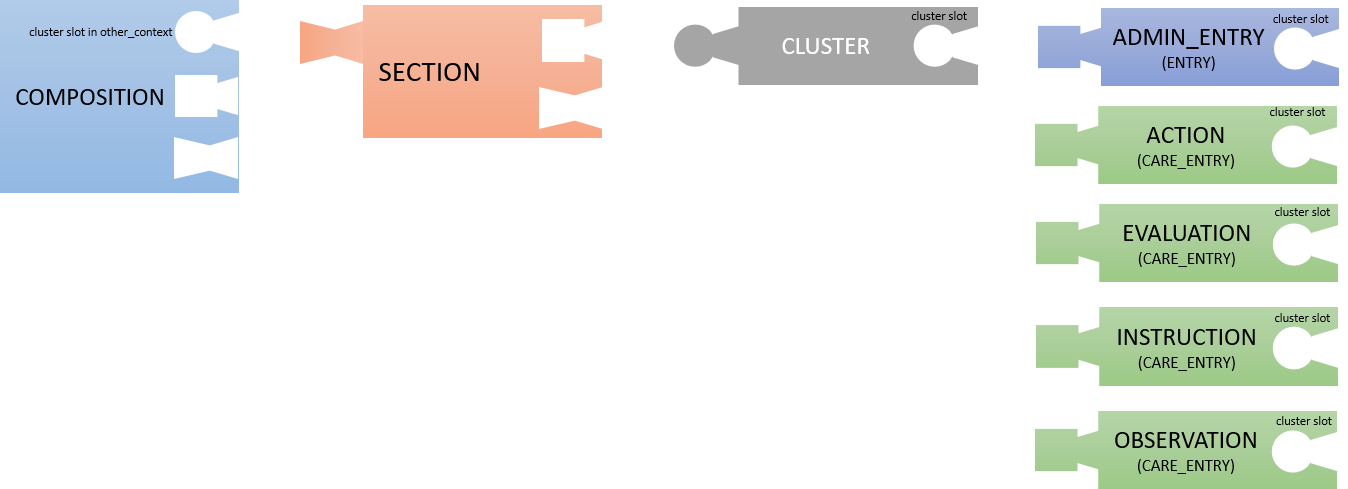 cluster slot in other_context
COMPOSITION
SECTION
cluster slot
CLUSTER
cluster slot
ADMIN_ENTRY
(ENTRY)
cluster slot
ACTION
(CARE_ENTRY)
cluster slot
EVALUATION
(CARE_ENTRY)
cluster slot
INSTRUCTION
(CARE_ENTRY)
cluster slot
OBSERVATION
(CARE_ENTRY)